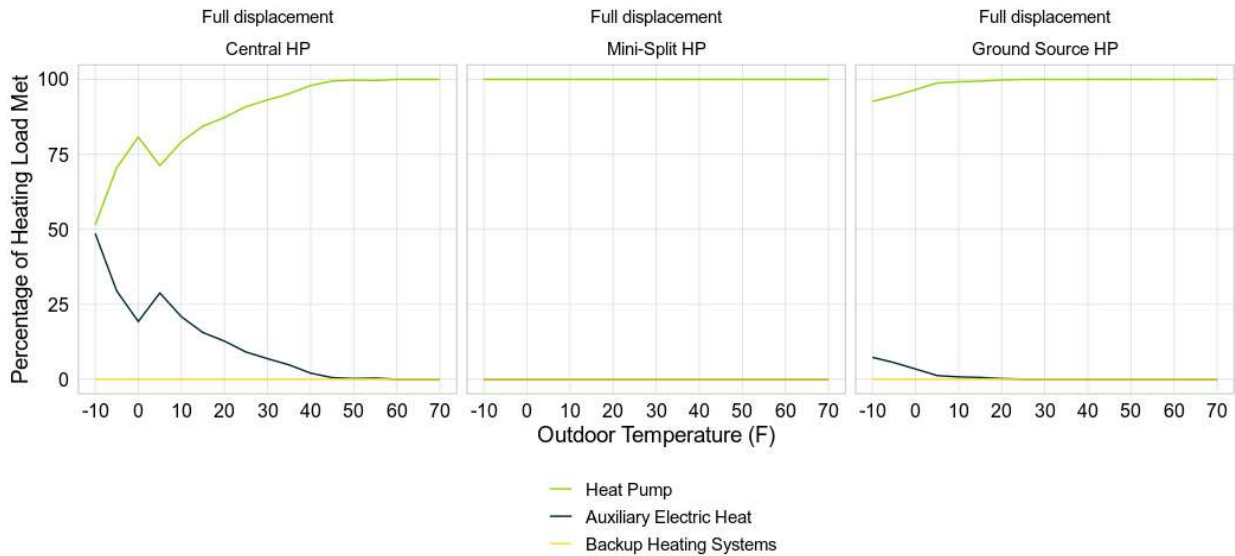 Full displacement
Full displacement
Full displacement
Central HP
Mini-Split HP
Ground Source HP
Percentage of Heating Load Met
100
75
50
25
0
-10 0 10 20 30 40 50 60 70
-10 0 10 20 30 40 50 60 70
-10 0 10 20 30 40 50 60 70
Outdoor Temperature (F)
Heat Pump
Auxiliary Electric Heat
Backup Heating Systems